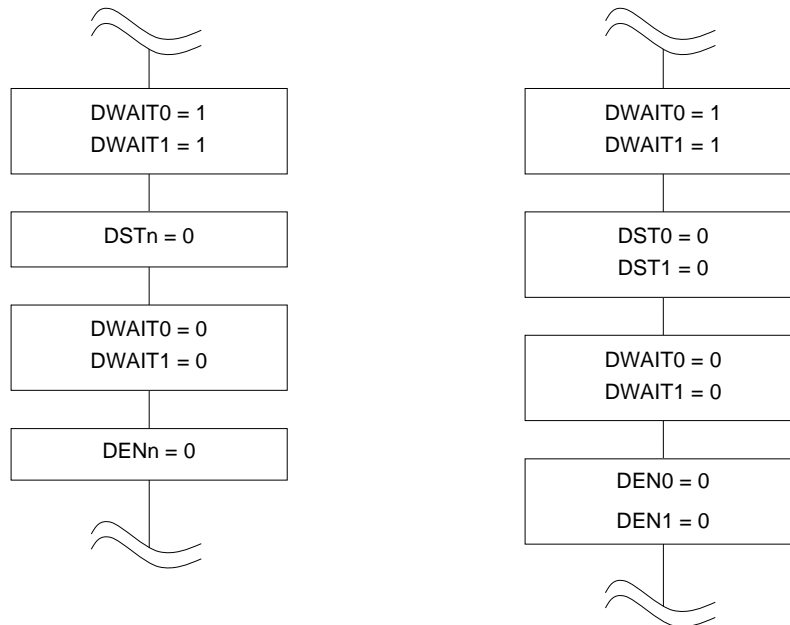 DWAIT0 = 1
DWAIT1 = 1
DSTn = 0
DWAIT0 = 0
DWAIT1 = 0
DENn = 0
DWAIT0 = 1
DWAIT1 = 1
DST0 = 0
DST1 = 0
DWAIT0 = 0
DWAIT1 = 0
DEN0 = 0
DEN1 = 0